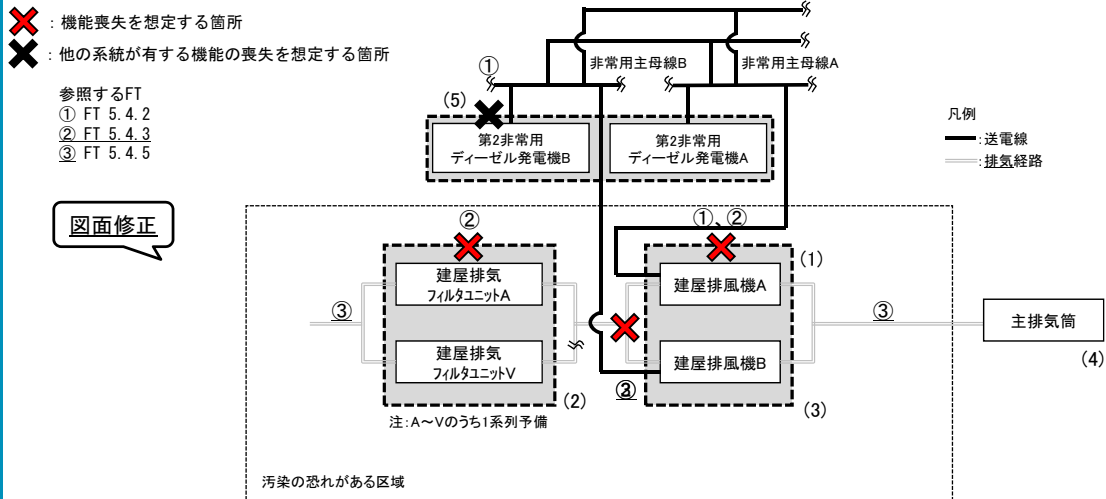 ：機能喪失を想定する箇所
：他の系統が有する機能の喪失を想定する箇所
参照するFT
① FT 5.4.2
② FT 5.4.3
③ FT 5.4.5
図面修正
①
非常用主母線B
非常用主母線A
(5)
第2非常用
ディーゼル発電機B
第2非常用
ディーゼル発電機A
凡例
:送電線
:排気経路
②
①、②
(1)
建屋排気
フィルタユニットA
建屋排風機A
③
③
主排気筒
建屋排気
フィルタユニットV
建屋排風機B
(4)
(2)
(3)
注:A～Vのうち1系列予備
汚染の恐れがある区域